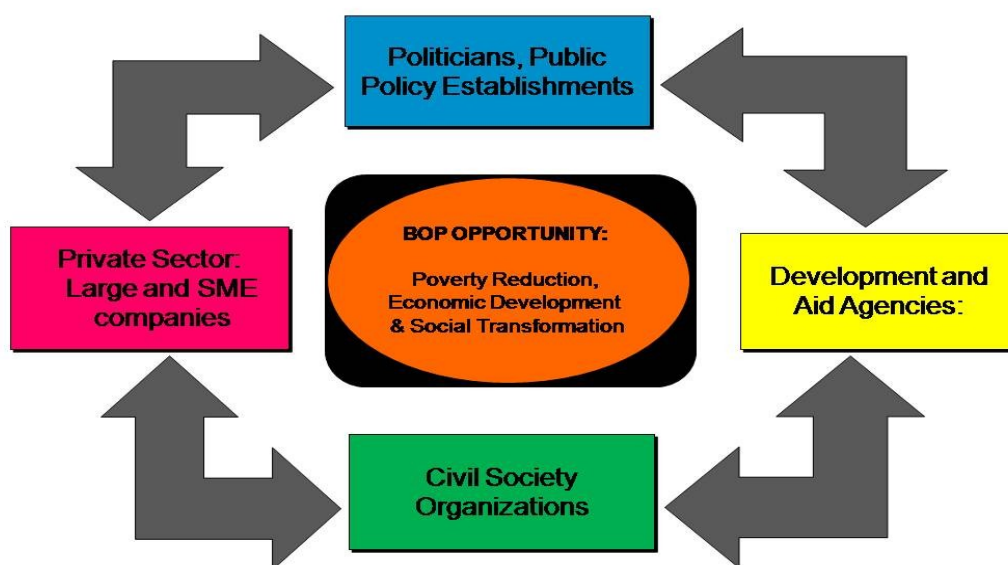 Politicians, Public
Policy Establishments
Private Sector:
Large and SME
companies
BOP OPPORTUNITY:
Poverty Reduction,
Economic Development
& Social Transformation
Development and
Aid Agencies:
Civil Society
Organizations